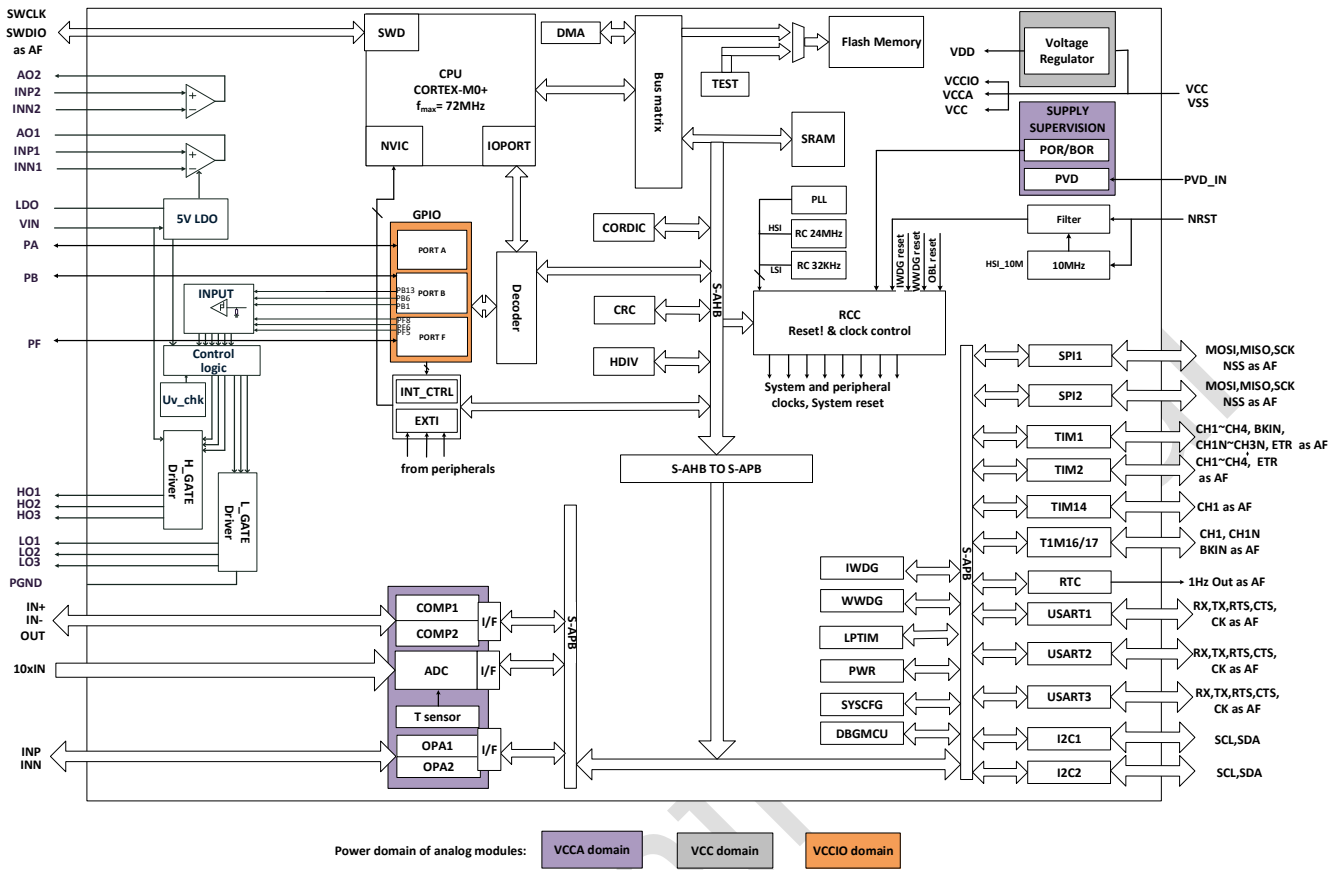 SWCLK
SWDIO
as AF
AO2
INP2
INN2
AO1
INP1
INN1
LDO
VIN
PA
PB
PF
HO1
HO2
HO3
LO1
LO2
LO3
PGND
IN+
IN-
OUT
10xIN
INP
INN
5V LDO
INPUT
Control
logic
Uv_chk
H_GATE
Driver
L_GATE
Driver
SWD
CPU
CORTEX-M0+
fmax= 72MHz
NVIC
IOPORT
GPIO
PORT A
PORT B
PORT F
PB13
PB6
PB1
PF8
PF6
PF5
Decoder
INT_CTRL
EXTI
from peripherals
COMP1
COMP2
I/F
ADC
I/F
T sensor
OPA1
OPA2
I/F
S-APB
DMA
Bus matrix
TEST
Flash Memory
SRAM
CORDIC
CRC
HDIV
S-AHB
S-AHB TO S-APB
PLL
HSI
RC 24MHz
LSI
RC 32KHz
IWDG reset
WWDG reset
OBL reset
RCC
Reset! & clock control
System and peripheral
clocks, System reset
VDD
VCCIO
VCCA
VCC
Voltage
Regulator
VCC
VSS
SUPPLY
SUPERVISION
POR/BOR
PVD
PVD_IN
Filter
NRST
HSI_10M
10MHz
IWDG
WWDG
LPTIM
PWR
SYSCFG
DBGMCU
S-APB
SPI1
MOSI,MISO,SCK
NSS as AF
SPI2
MOSI,MISO,SCK
NSS as AF
TIM1
CH1~CH4, BKIN,
CH1N~CH3N, ETR as AF
TIM2
CH1~CH4, ETR
as AF
TIM14
CH1 as AF
T1M16/17
CH1, CH1N
BKIN as AF
RTC
1Hz Out as AF
USART1
RX,TX,RTS,CTS,
CK as AF
USART2
RX,TX,RTS,CTS,
CK as AF
USART3
RX,TX,RTS,CTS,
CK as AF
I2C1
SCL,SDA
I2C2
SCL,SDA
Power domain of analog modules:
VCCA domain
VCC domain
VCCIO domain